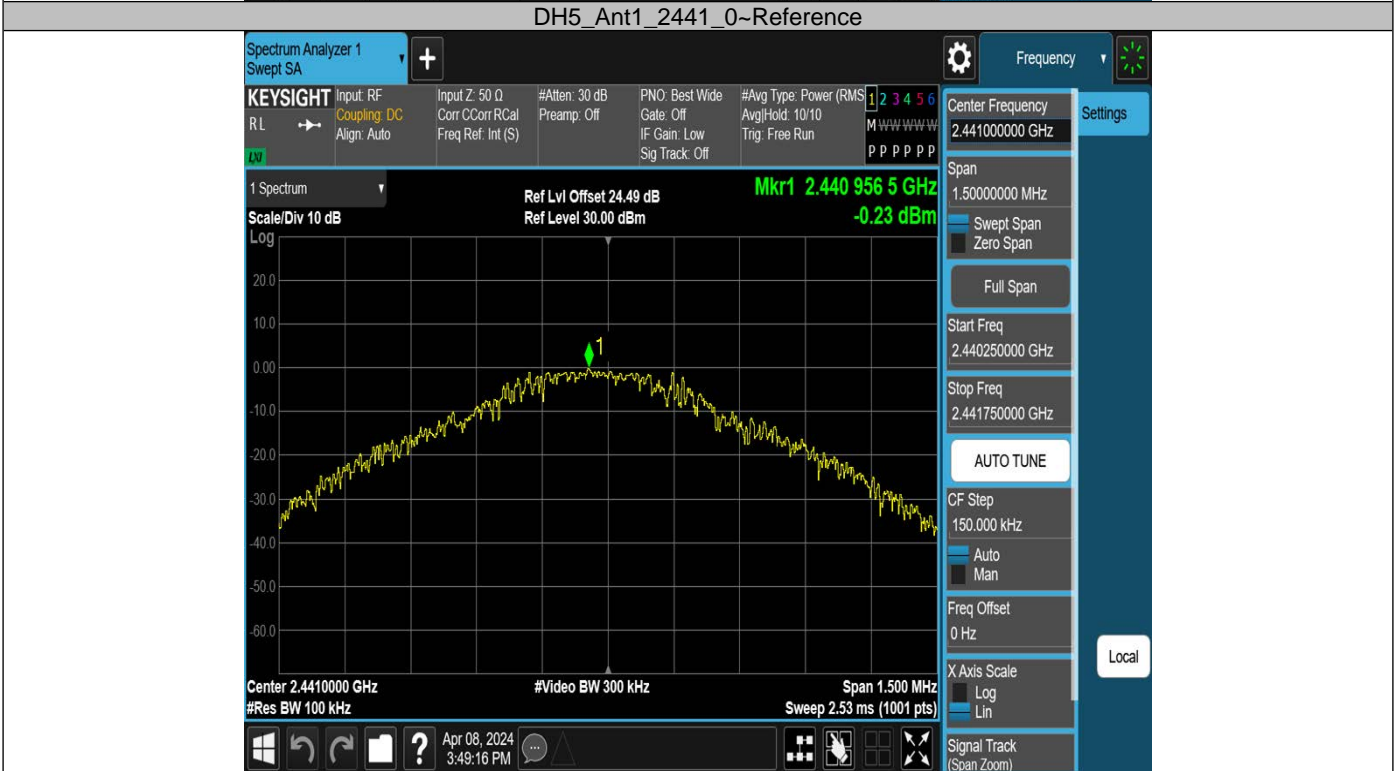 DH5_Ant1_2441_0~Reference
Spectrum Analyzer 1
Swept SA
+
Frequency
KEYSIGHT
RL
LXI
Input: RF
Coupling: DC
Align: Auto
Input Z: 50 Ω
Corr CCorr RCal
Freq Ref: Int (S)
#Atten: 30 dB
Preamp: Off
PNO: Best Wide
Gate: Off
IF Gain: Low
Sig Track: Off
#Avg Type: Power (RMS
Avg|Hold: 10/10
Trig: Free Run
1 2 3 4 5 6
M W W W W W
P P P P P P
1 Spectrum
Scale/Div 10 dB
Log
Ref Lvl Offset 24.49 dB
Ref Level 30.00 dBm
Mkr1 2.440 956 5 GHz
-0.23 dBm
20.0
10.0
0.00
-10.0
-20.0
-30.0
-40.0
-50.0
-60.0
1
Center 2.4410000 GHz
#Res BW 100 kHz
#Video BW 300 kHz
Span 1.500 MHz
Sweep 2.53 ms (1001 pts)
Apr 08, 2024
3:49:16 PM
?
Center Frequency
2.441000000 GHz
Settings
Span
1.50000000 MHz
Swept Span
Zero Span
Full Span
Start Freq
2.440250000 GHz
Stop Freq
2.441750000 GHz
AUTO TUNE
CF Step
150.000 kHz
Auto
Man
Freq Offset
0 Hz
Local
X Axis Scale
Log
Lin
Signal Track
(Span Zoom)